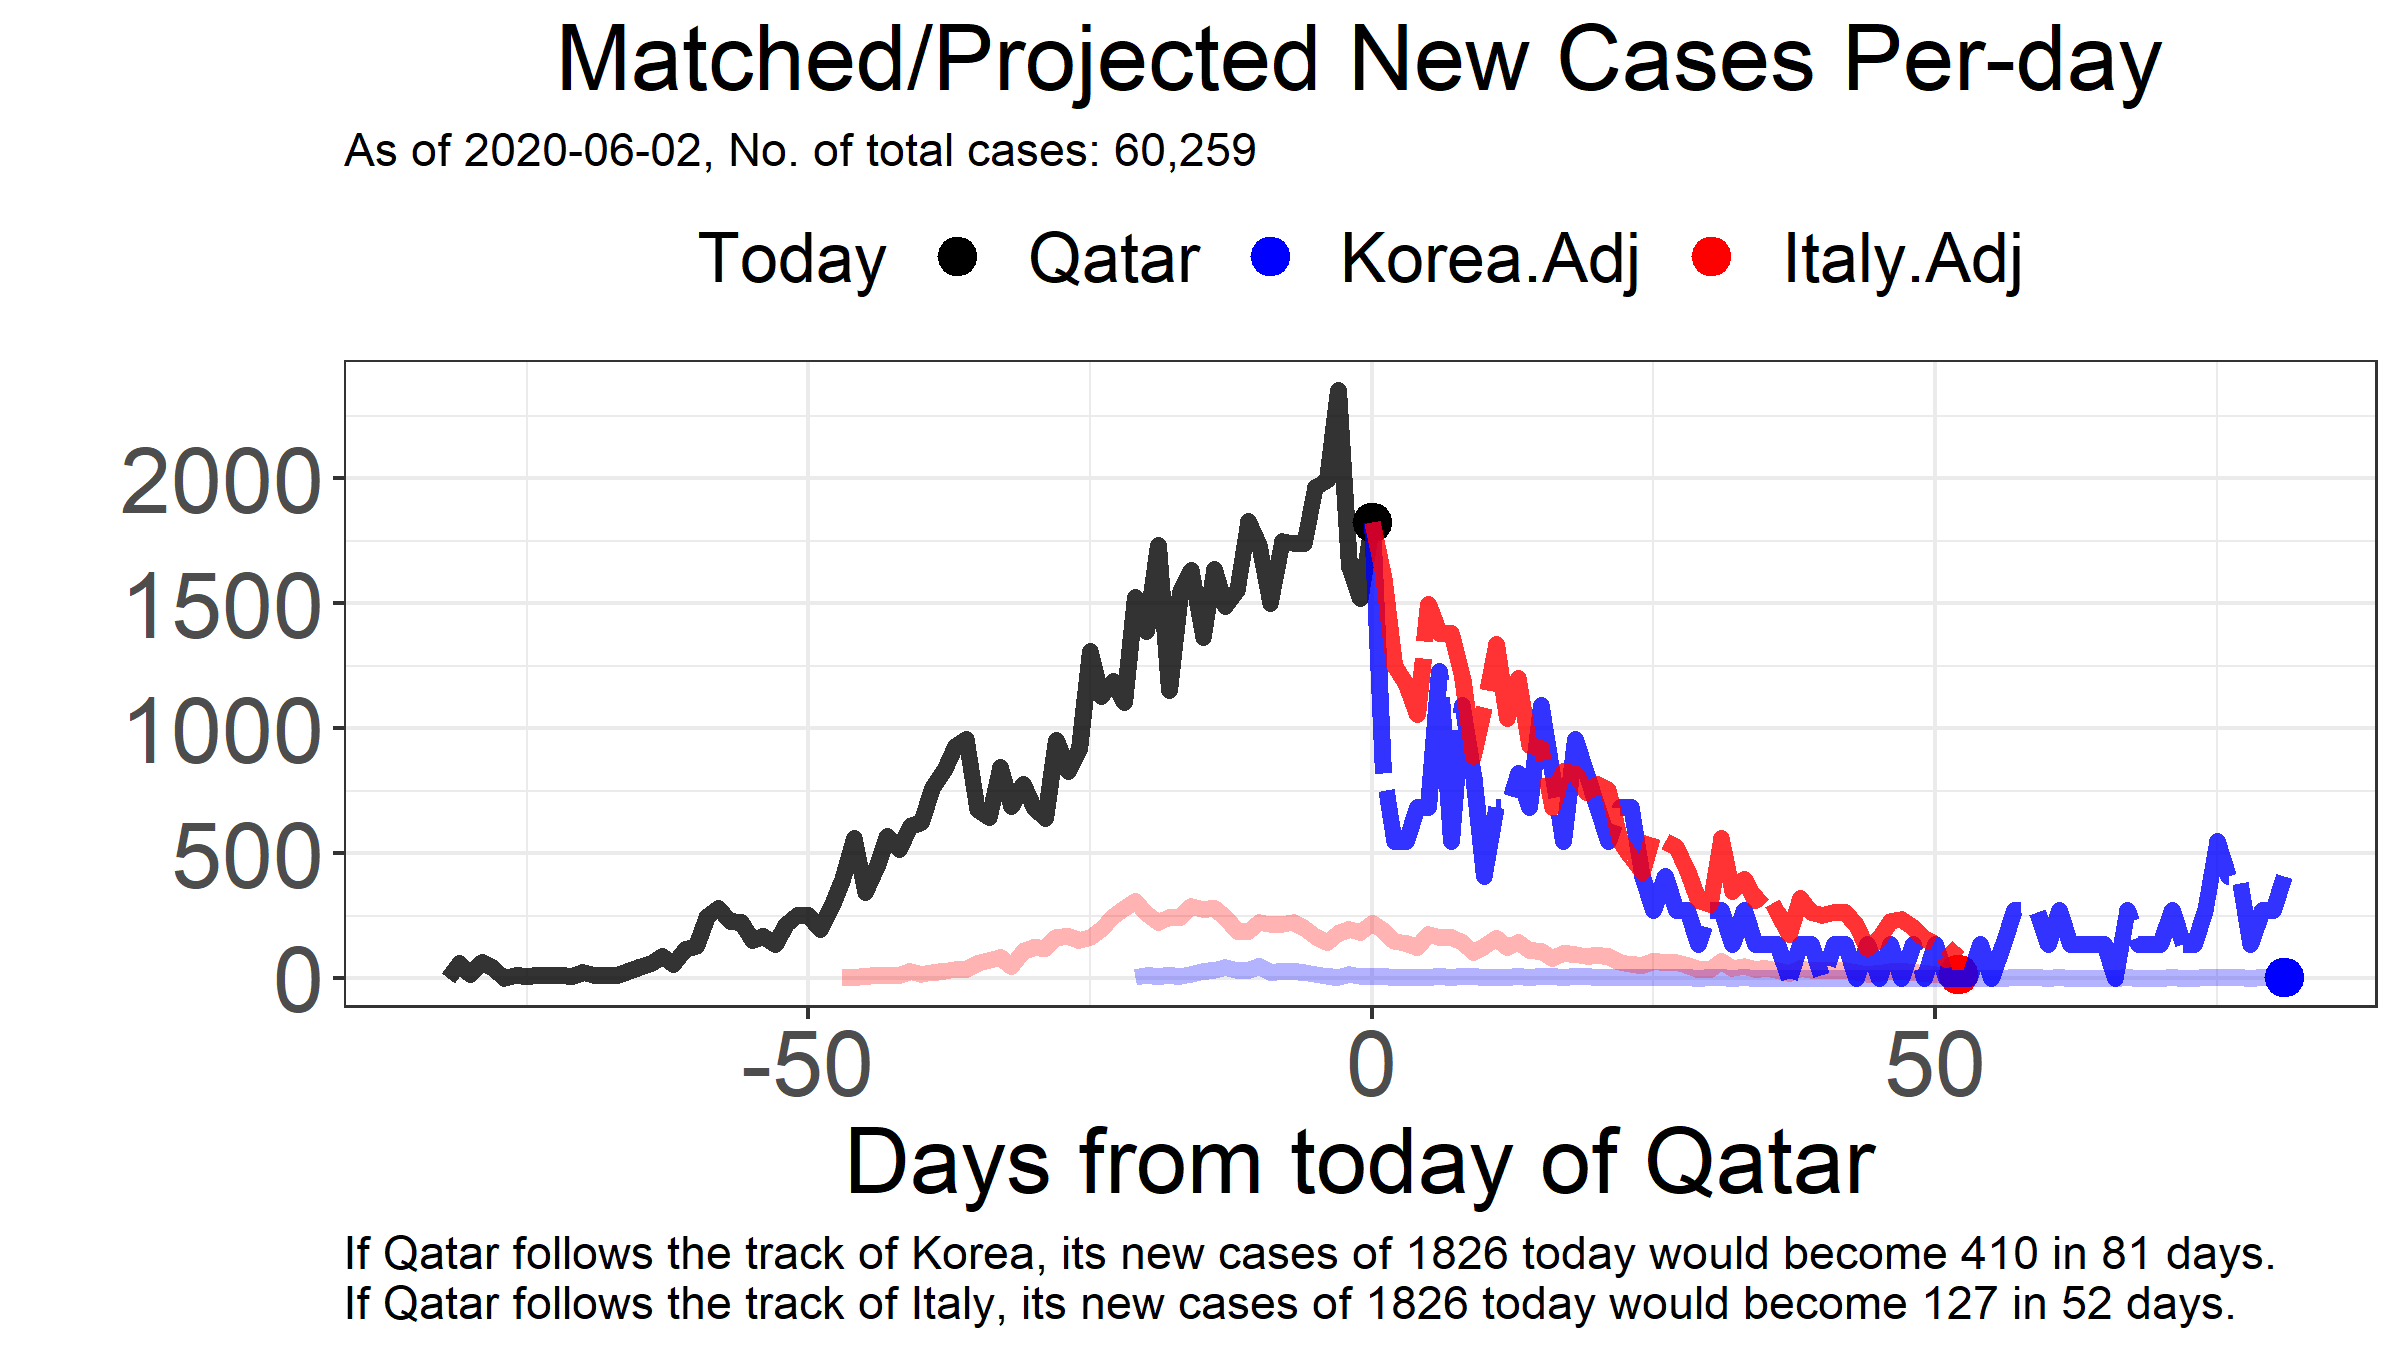 Matched/Projected New Cases Per-day
As of 2020-06-02, No. of total cases: 60,259
Today Qatar Korea.Adj Italy.Adj
2000
1500
1000
500
0
-50 0 50
Days from today of Qatar
If Qatar follows the track of Korea, its new cases of 1826 today would become 410 in 81 days.
If Qatar follows the track of Italy, its new cases of 1826 today would become 127 in 52 days.